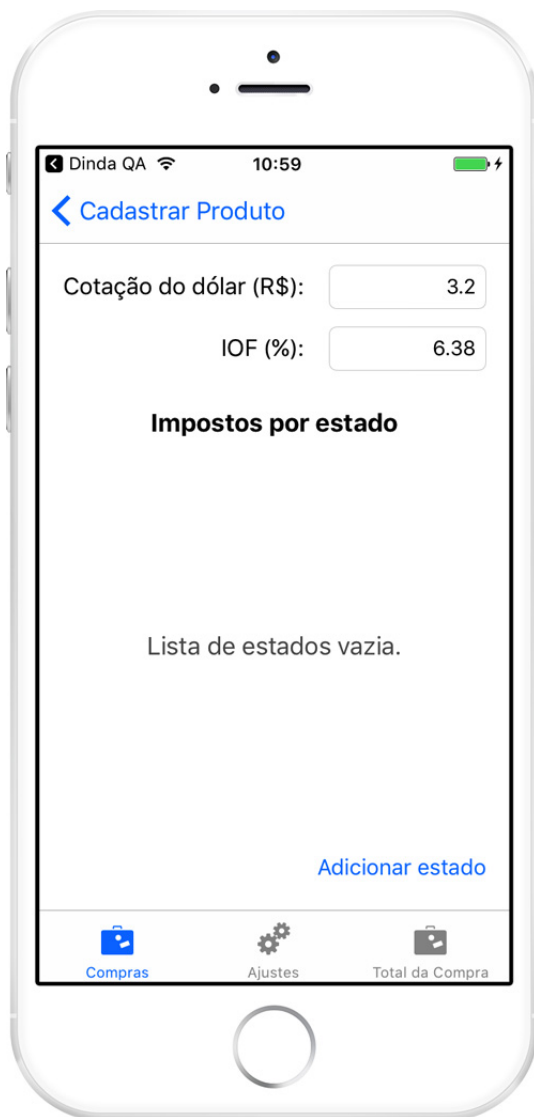 Dinda QA 10:59
Cadastrar Produto
Cotação do dólar (R$): 3.2
IOF (%): 6.38
Impostos por estado
Lista de estados vazia.
Adicionar estado
Compras Ajustes Total da Compra